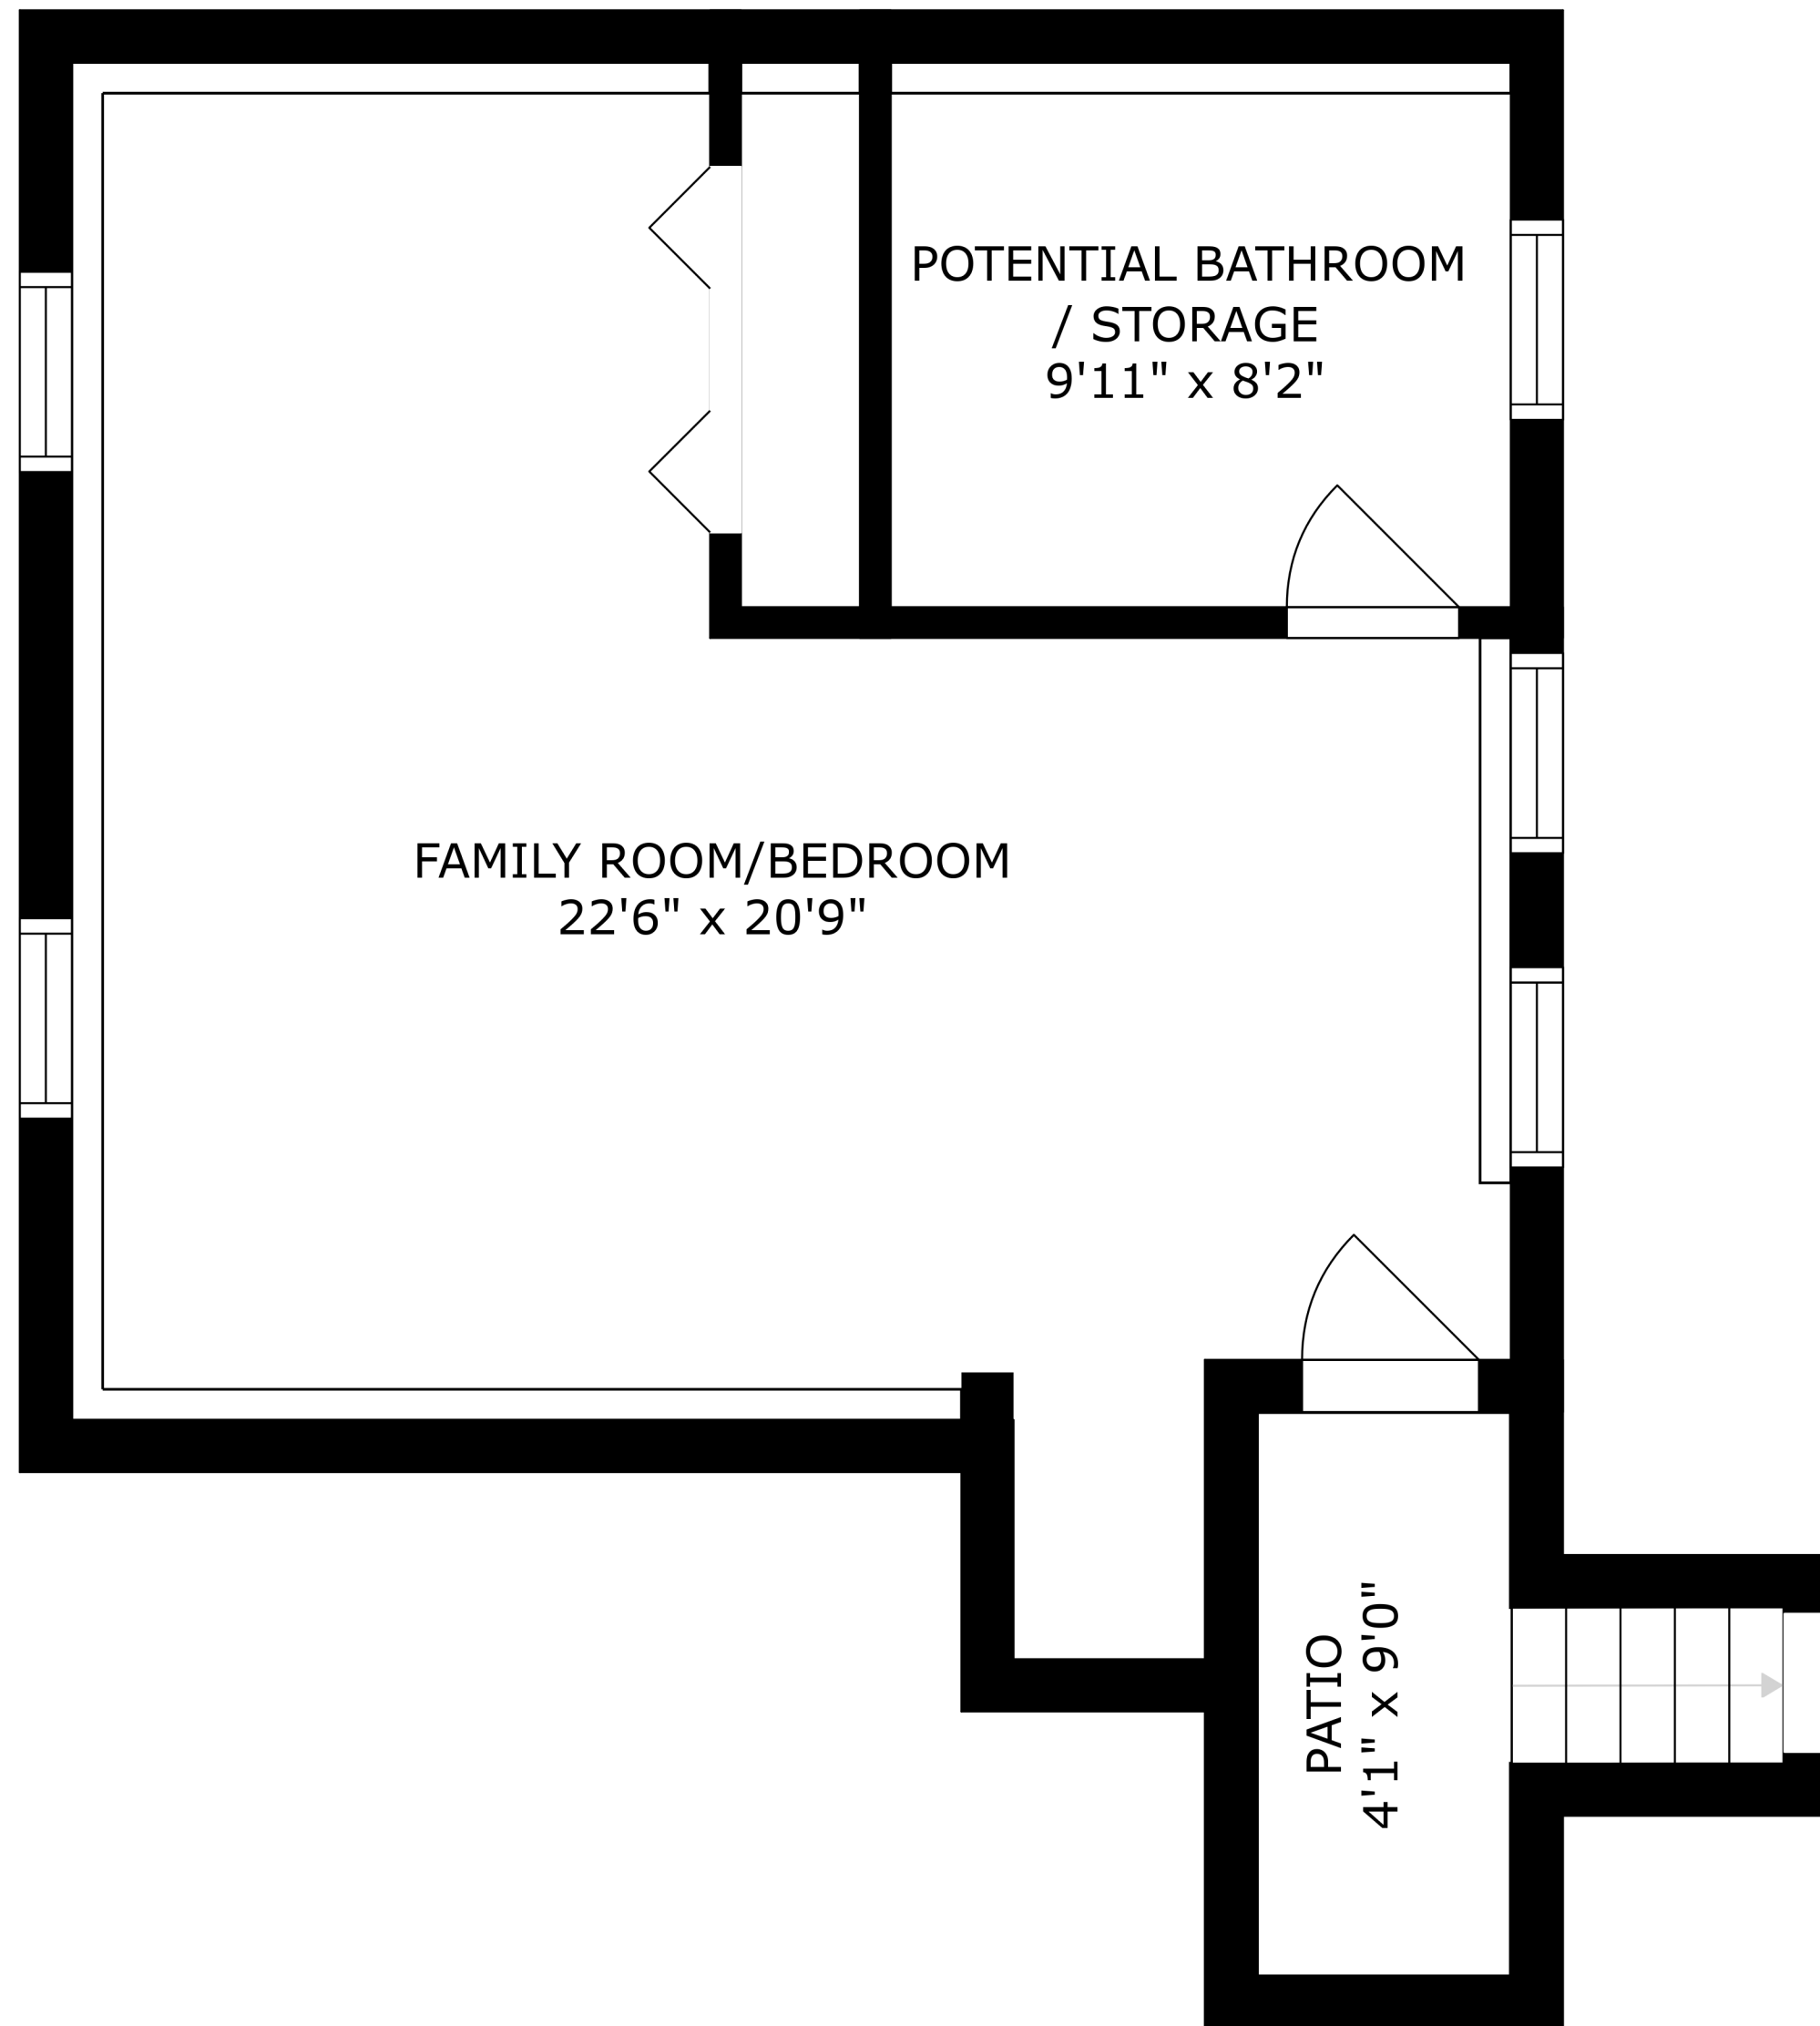 POTENTIAL BATHROOM
/ STORAGE
9'11" x 8'2"
FAMILY ROOM/BEDROOM
22'6" x 20'9"
PATIO
4'1" x 9'0"